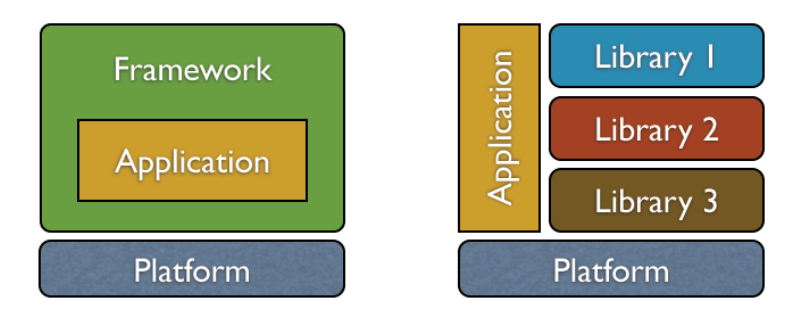 Framework
Application
Platform
Application
Library 1
Library 2
Library 3
Platform